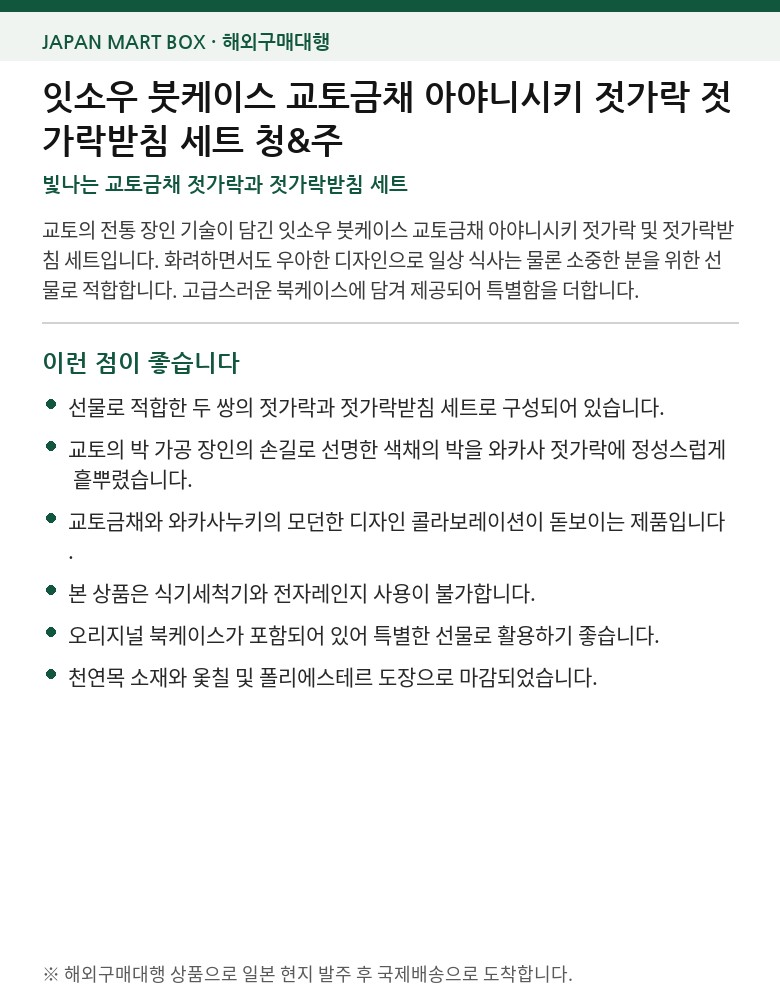 JAPAN MART BOX · 해외구매대행
잇소우 붓케이스 교토금채 아야니시키 젓가락 젓
가락받침 세트 청&주
빛나는 교토금채 젓가락과 젓가락받침 세트
교토의 전통 장인 기술이 담긴 잇소우 붓케이스 교토금채 아야니시키 젓가락 및 젓가락받
침 세트입니다. 화려하면서도 우아한 디자인으로 일상 식사는 물론 소중한 분을 위한 선
물로 적합합니다. 고급스러운 북케이스에 담겨 제공되어 특별함을 더합니다.
이런 점이 좋습니다
● 선물로 적합한 두 쌍의 젓가락과 젓가락받침 세트로 구성되어 있습니다.
● 교토의 박 가공 장인의 손길로 선명한 색채의 박을 와카사 젓가락에 정성스럽게
흩뿌렸습니다.
● 교토금채와 와카사누키의 모던한 디자인 콜라보레이션이 돋보이는 제품입니다
.
● 본 상품은 식기세척기와 전자레인지 사용이 불가합니다.
● 오리지널 북케이스가 포함되어 있어 특별한 선물로 활용하기 좋습니다.
● 천연목 소재와 옻칠 및 폴리에스테르 도장으로 마감되었습니다.
※ 해외구매대행 상품으로 일본 현지 발주 후 국제배송으로 도착합니다.